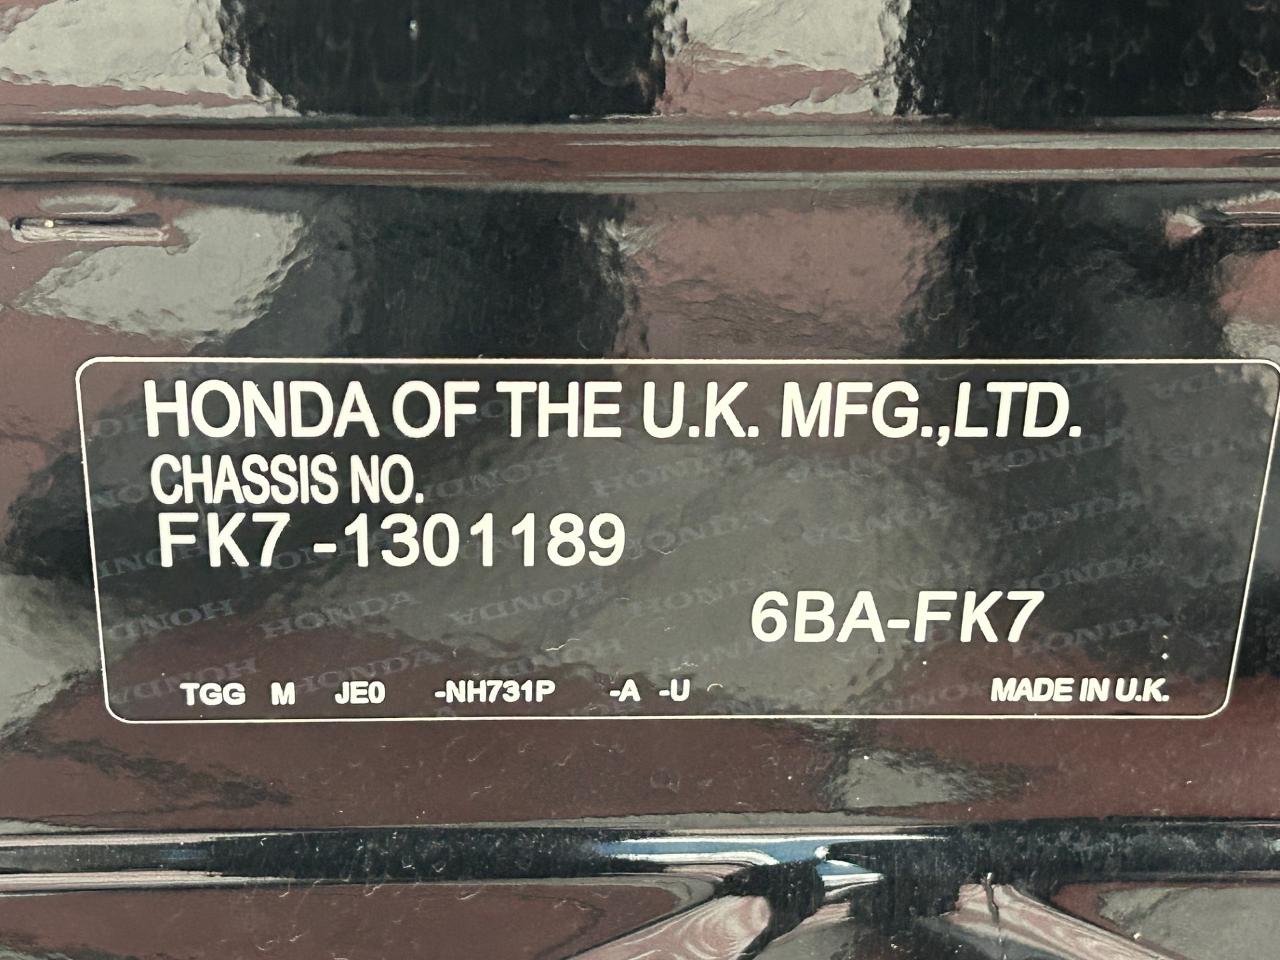 HONDA OF THE U.K. MFG.,LTD.
CHASSIS NO.
FK7 -1301189
6BA-FK7
TGG M JE0 -NH731P -A -U
MADE IN U.K.